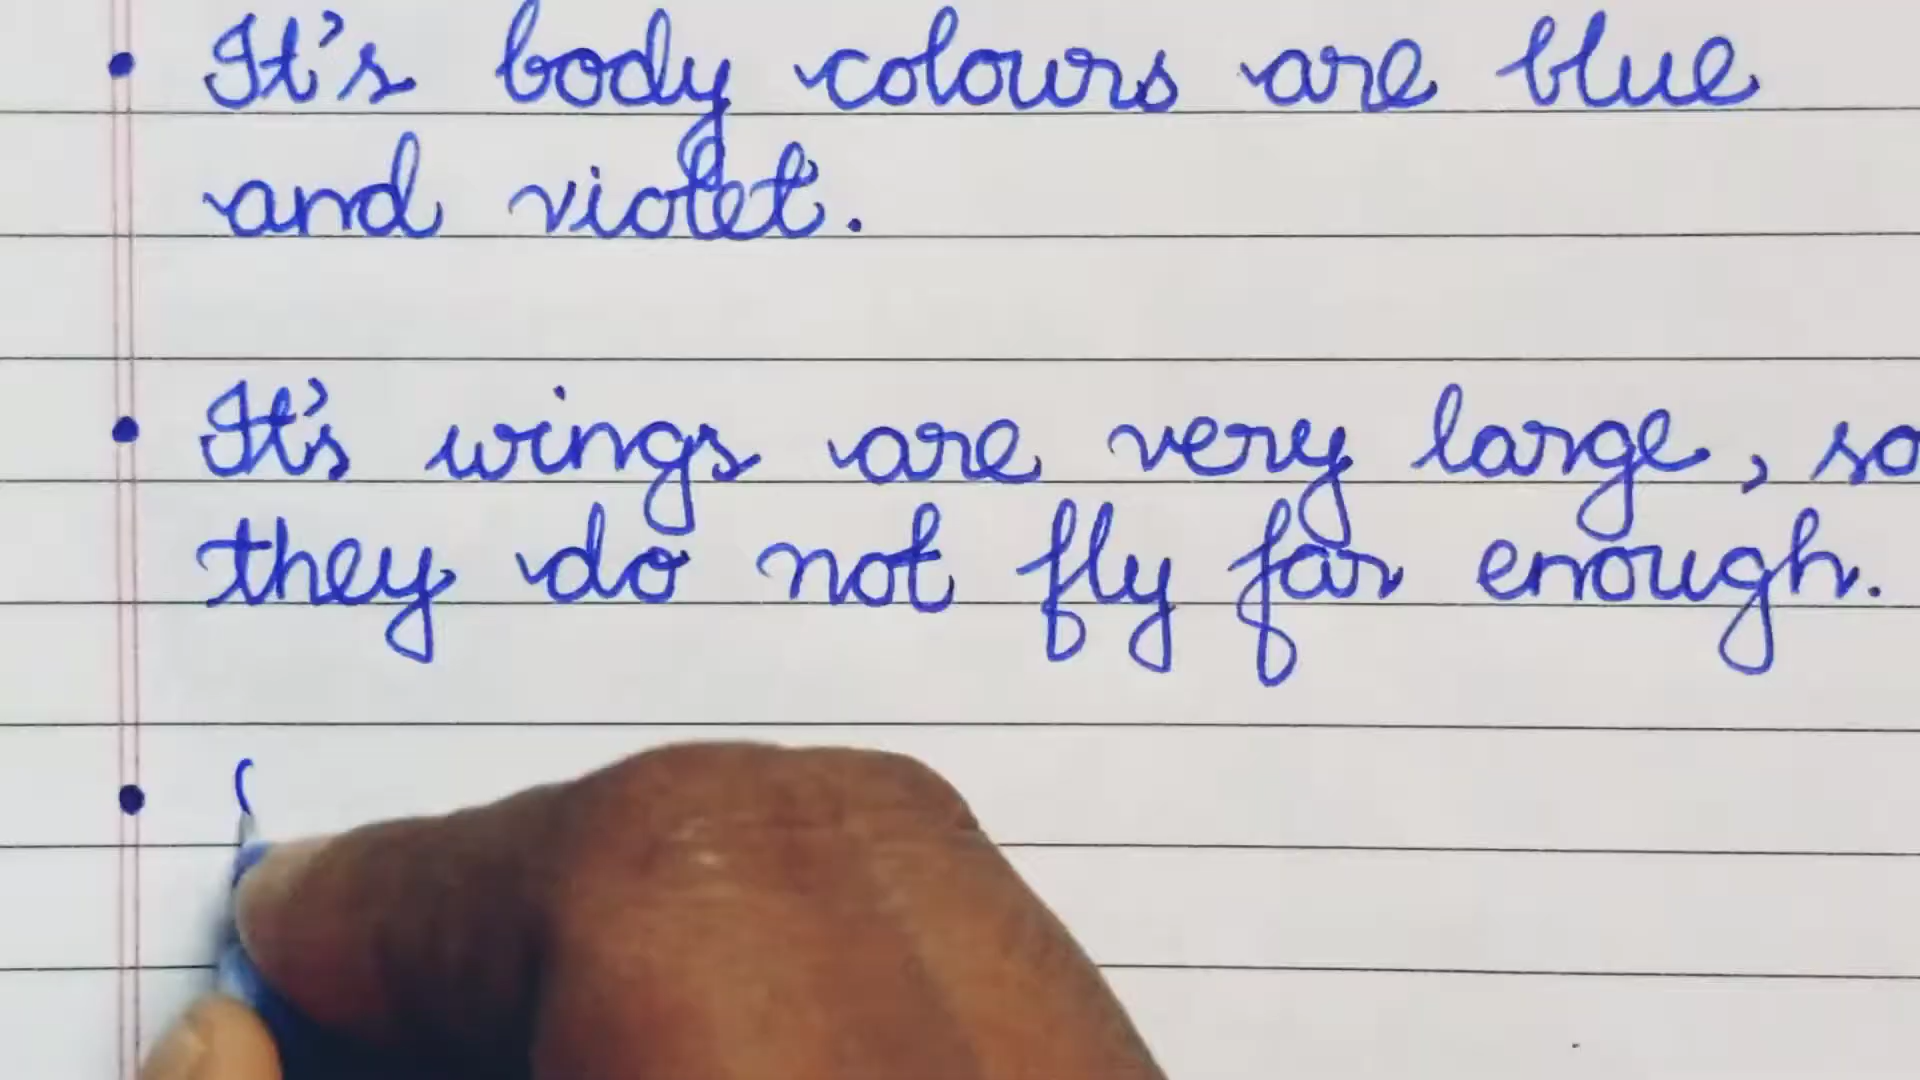 It's body colours are blue
and violet.
It's wings are very large, so
they do not fly far enough.